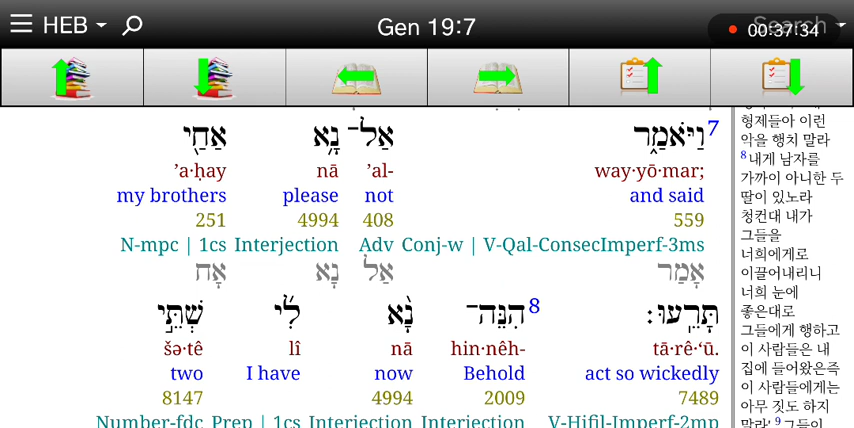 HEB Gen 19:7 Search 00:37:34
7 וַיֹּאמַ֑ר אַל־ נָ֥א אַחַ֖י
’a·ḥay nā ’al- way·yō·mar;
my brothers please not and said
251 4994 408 559
N-mpc | 1cs Interjection Adv Conj-w | V-Qal-ConsecImperf-3ms
אָמַר אַל נָא אָח
תָּרֵֽעוּ׃ 8 הִנֵּה־ נָ֨א לִ֜י שְׁתֵּ֣י
šə·tê lî nā hin·nêh- tā·rê·‘ū.
two I have now Behold act so wickedly
8147 4994 2009 7489
Number-fdc Prep | 1cs Interjection Interjection V-Hifil-Imperf-2mp
형제들아 이런
악을 행치 말라
8 내게 남자를
가까이 아니한 두
딸이 있노라
청컨대 내가
그들을
너희에게로
이끌어내리니
너희 눈에
좋은대로
그들에게 행하고
이 사람들은 내
집에 들어왔은즉
이 사람들에게는
아무 짓도 하지
말라' 9 그들이